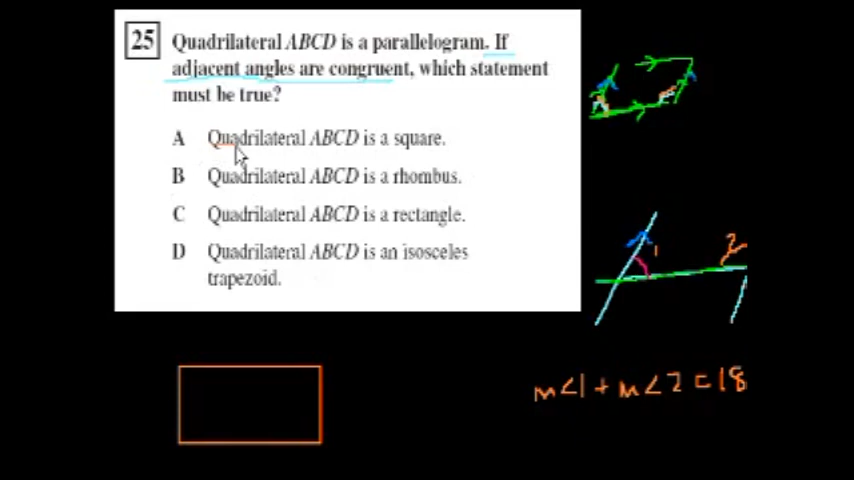 25 Quadrilateral ABCD is a parallelogram. If
adjacent angles are congruent, which statement
must be true?
A Quadrilateral ABCD is a square.
B Quadrilateral ABCD is a rhombus.
C Quadrilateral ABCD is a rectangle.
D Quadrilateral ABCD is an isosceles
trapezoid.
1 2
m<1 + m<2 = 18